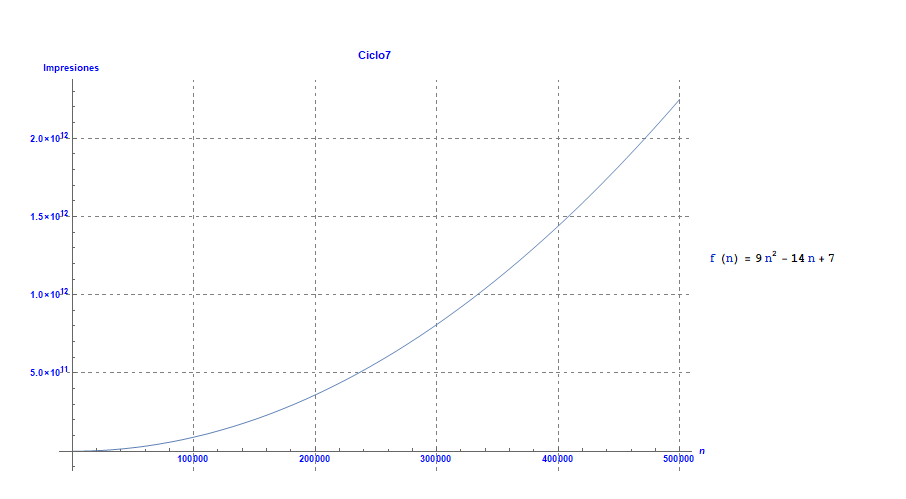 Ciclo7
Impresiones
2.0×10¹²
1.5×10¹²
1.0×10¹²
5.0×10¹¹
f (n) = 9 n² - 14 n + 7
100000
200000
300000
400000
500000
n